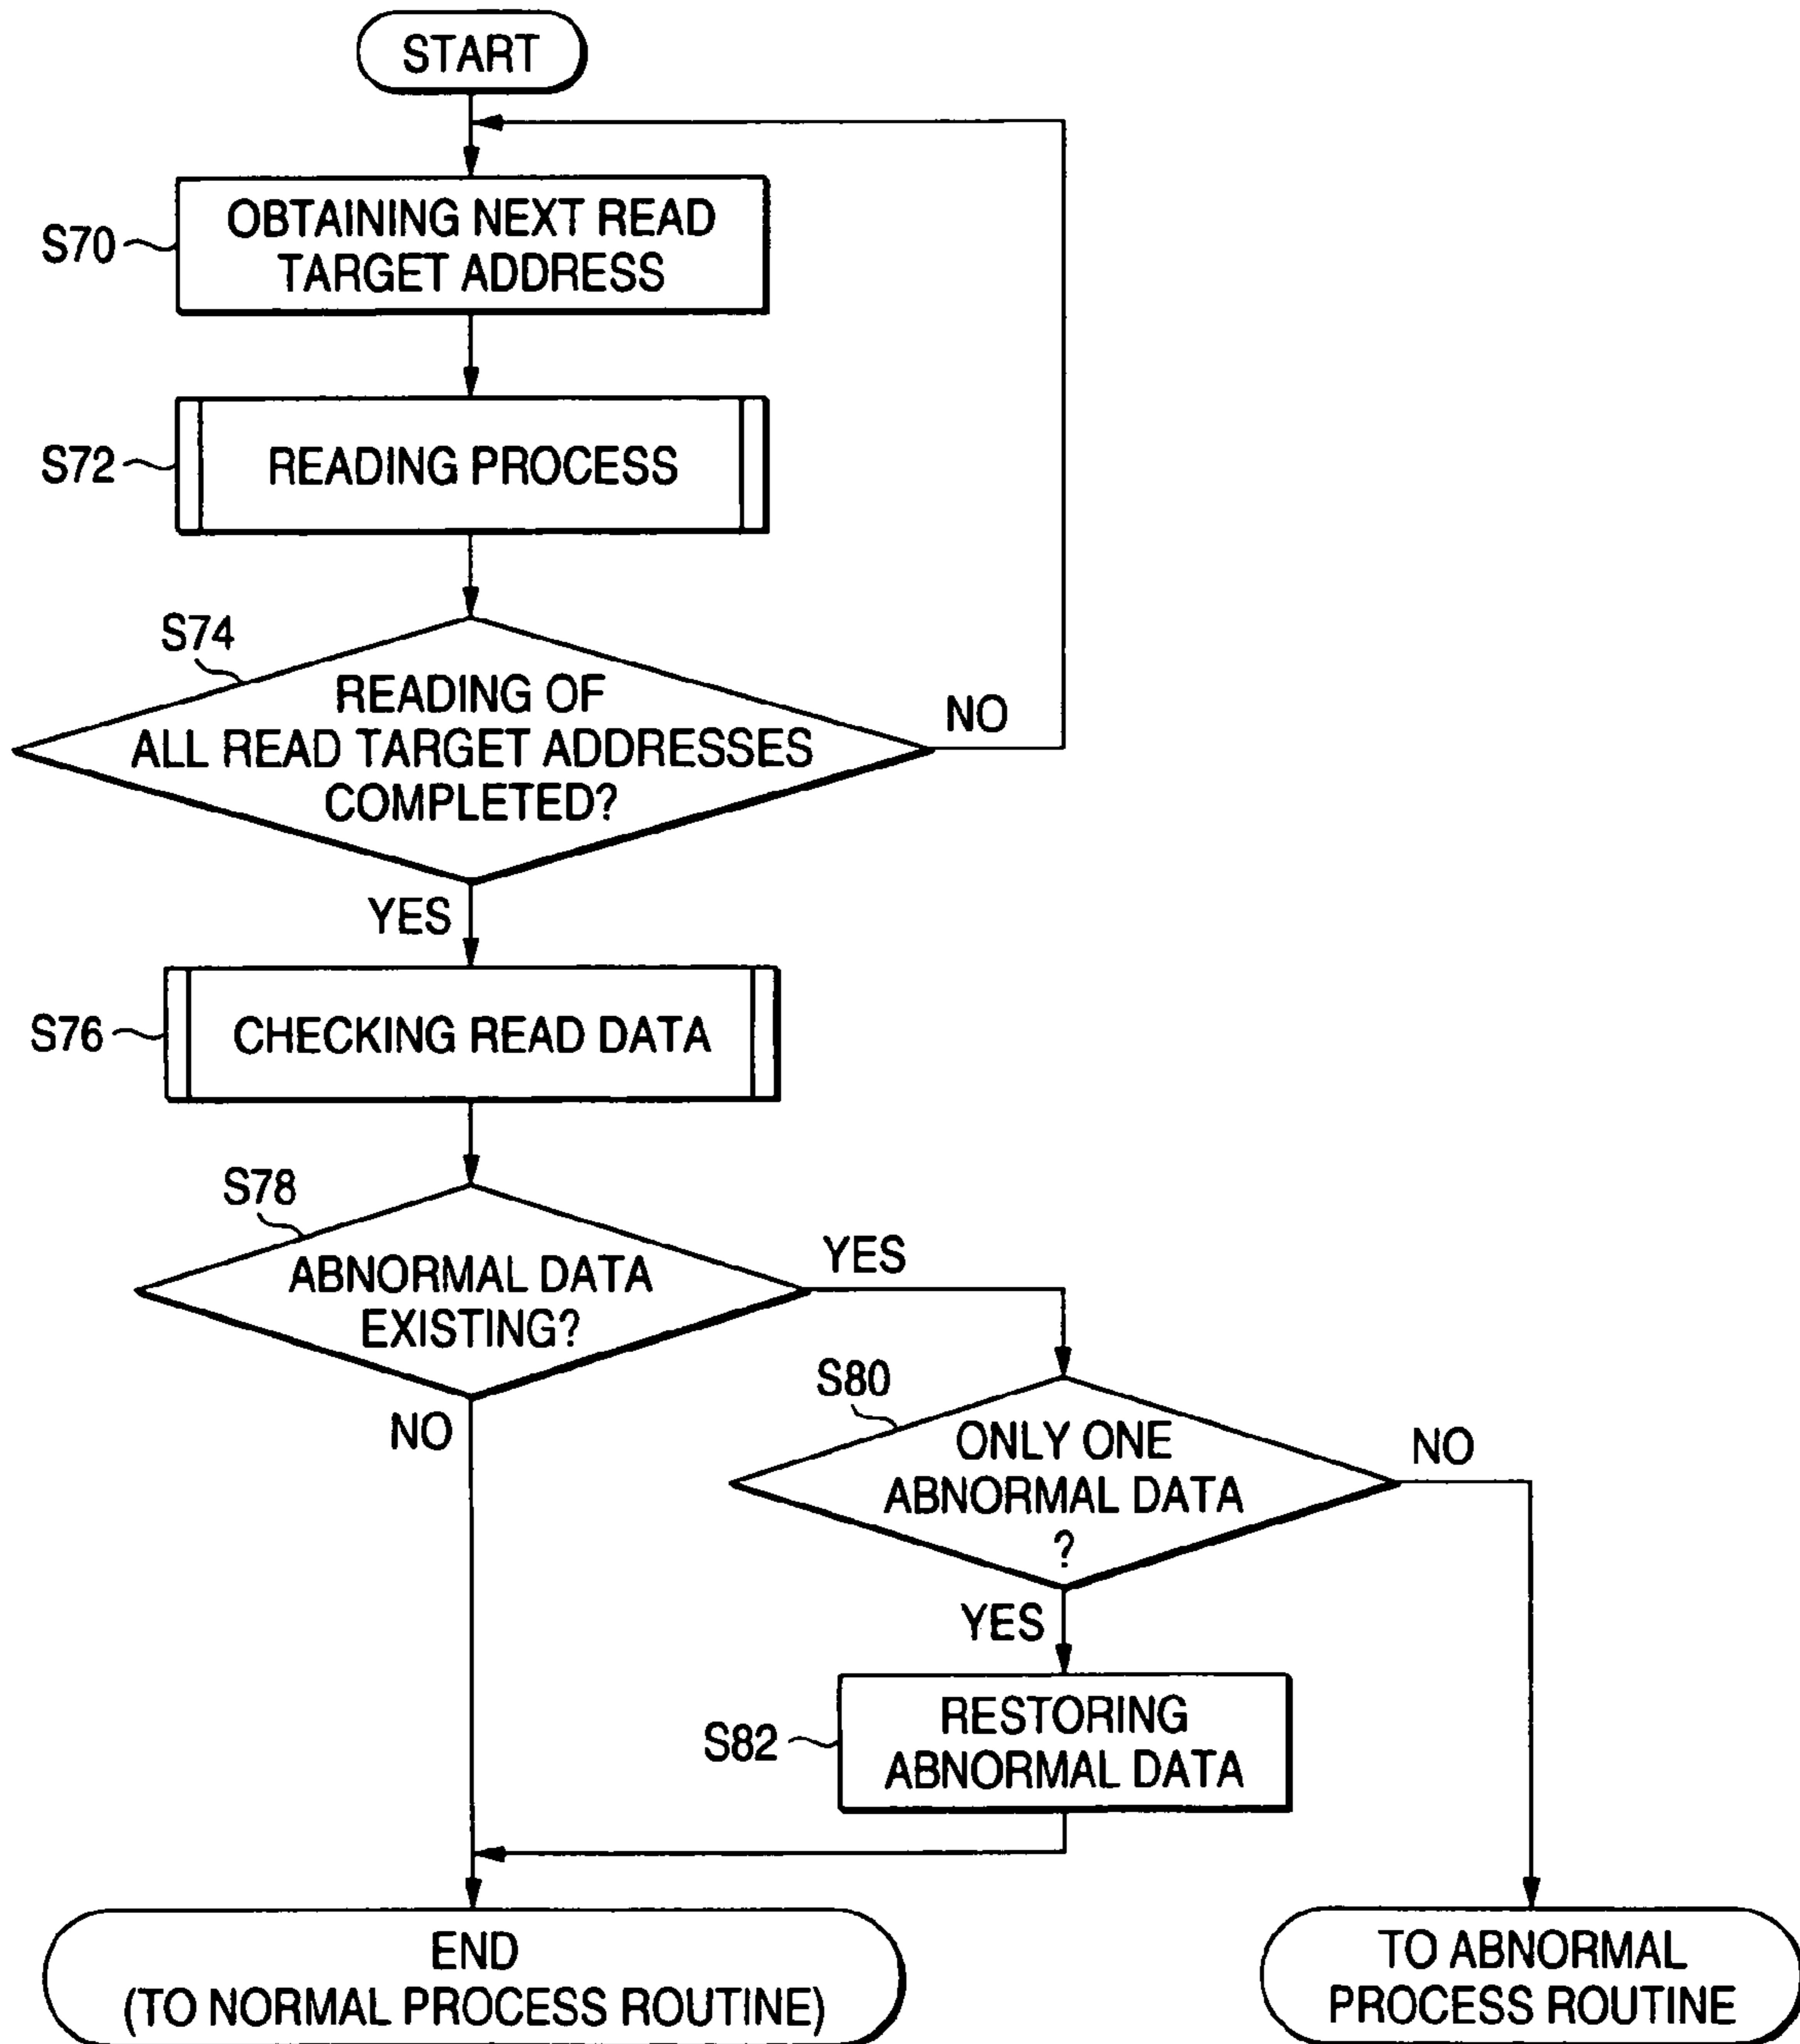 START
S70
OBTAINING NEXT READ
TARGET ADDRESS
S72
READING PROCESS
S74
READING OF
ALL READ TARGET ADDRESSES
COMPLETED?
NO
YES
S76
CHECKING READ DATA
S78
ABNORMAL DATA
EXISTING?
YES
NO
S80
ONLY ONE
ABNORMAL DATA
?
NO
YES
S82
RESTORING
ABNORMAL DATA
END
(TO NORMAL PROCESS ROUTINE)
TO ABNORMAL
PROCESS ROUTINE